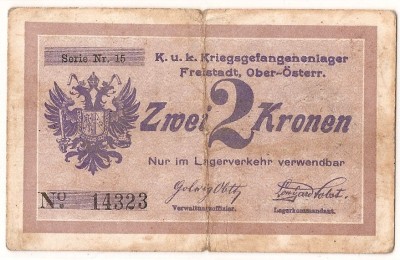 Serie Nr. 15
K. u. k. Kriegsgefangenenlager
Freistadt, Ober-Österr.
Zwei 2 Kronen
Nur im Lagerverkehr verwendbar
No. 14323
Verwaltungsoffizier.
Lagerkommandant.